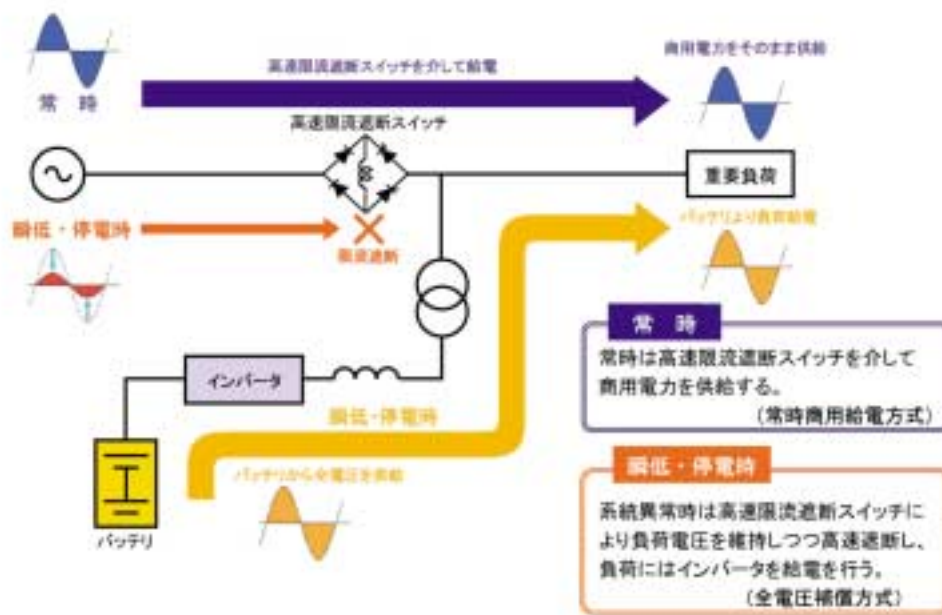 商用電力をそのまま供給
高速限流遮断スイッチを介して給電
常 時
高速限流遮断スイッチ
重要負荷
瞬低・停電時
限流遮断
バッテリより負荷給電
常 時
常時は高速限流遮断スイッチを介して
商用電力を供給する。
(常時商用給電方式)
インバータ
瞬低・停電時
バッテリから全電圧を供給
バッテリ
瞬低・停電時
系統異常時は高速限流遮断スイッチに
より負荷電圧を維持しつつ高速遮断し、
負荷にはインバータを給電を行う。
(全電圧補償方式)